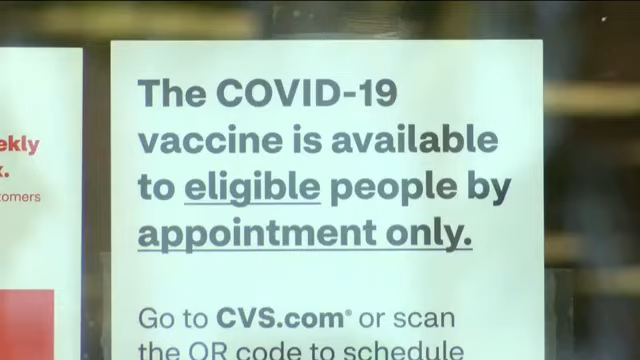 ekly
.
tomers
The COVID-19
vaccine is available
to eligible people by
appointment only.
Go to CVS.com® or scan
the QR code to schedule